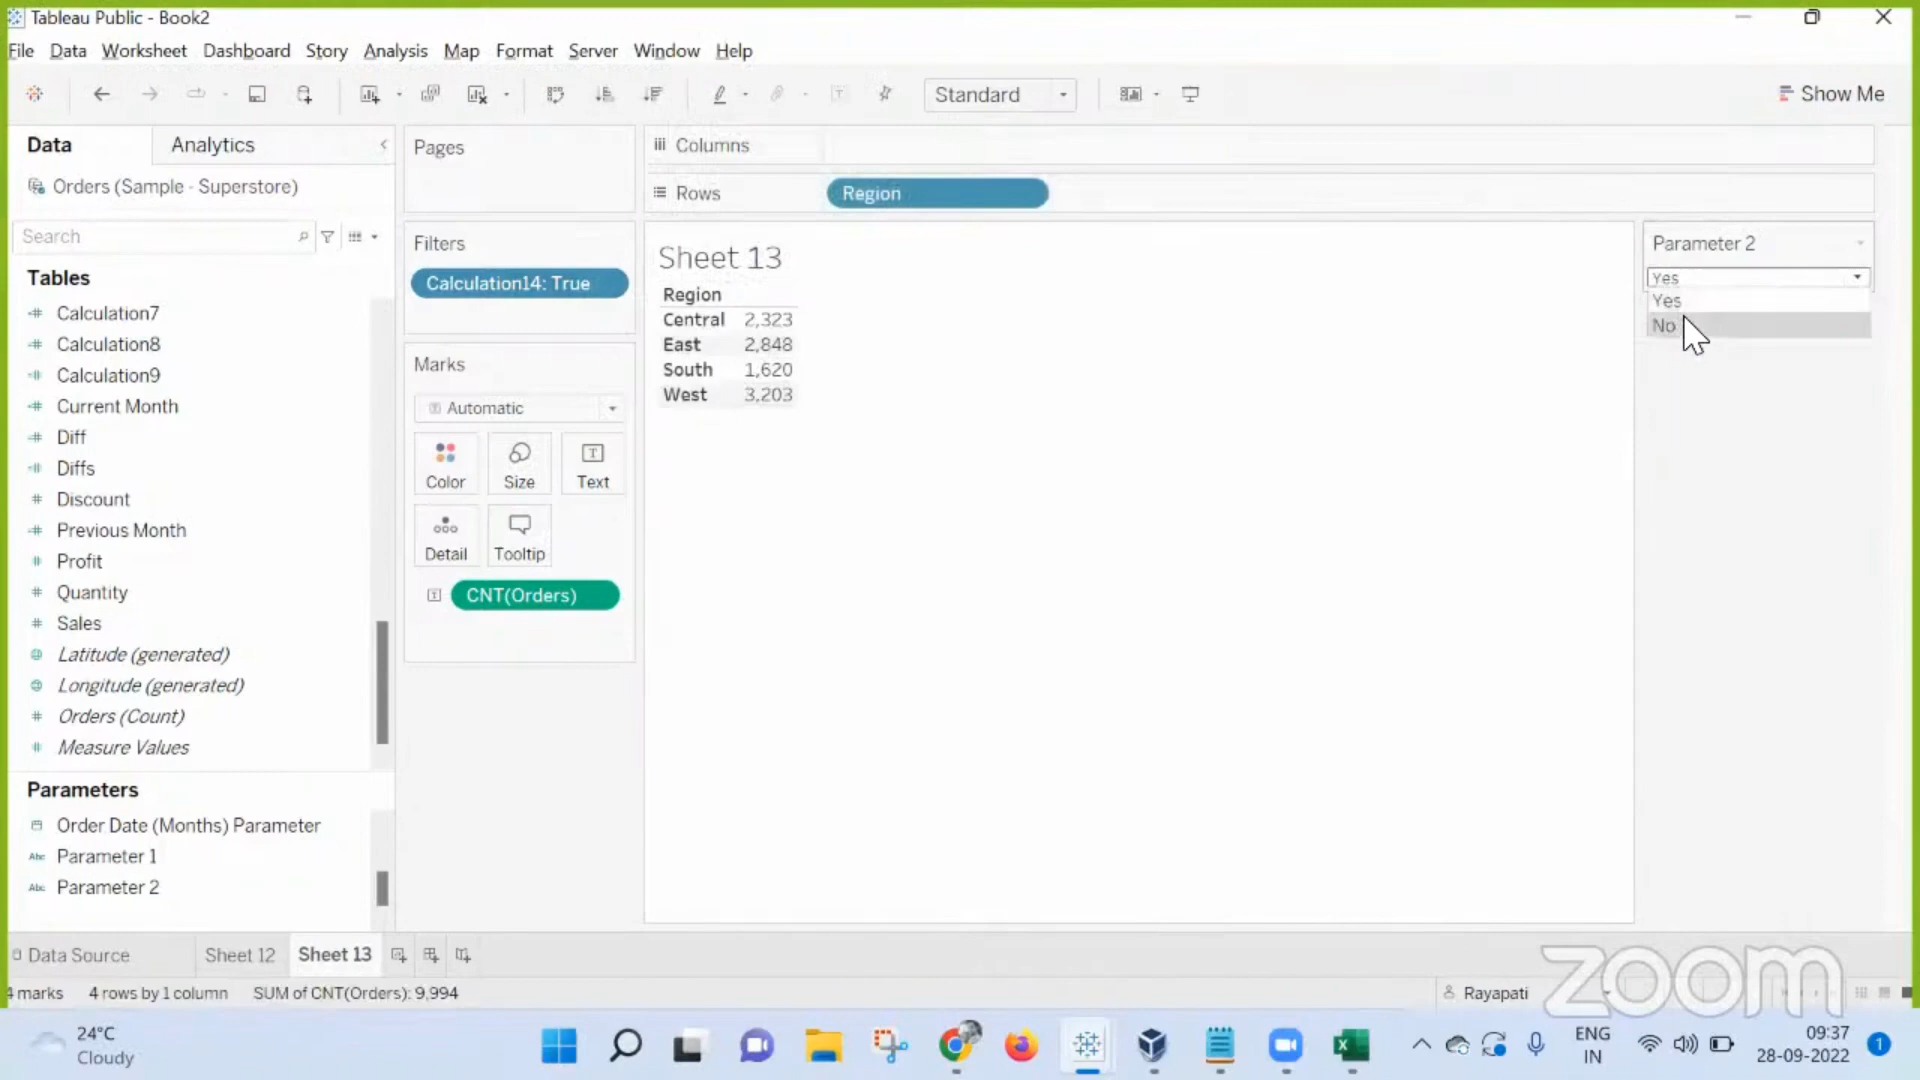 Tableau Public - Book2
File Data Worksheet Dashboard Story Analysis Map Format Server Window Help
Standard
Show Me
Data Analytics
Orders (Sample - Superstore)
Search
Tables
Calculation7
Calculation8
Calculation9
Current Month
Diff
Diffs
Discount
Previous Month
Profit
Quantity
Sales
Latitude (generated)
Longitude (generated)
Orders (Count)
Measure Values
Parameters
Order Date (Months) Parameter
Abc Parameter 1
Abc Parameter 2
Pages
Filters
Calculation14: True
Marks
Automatic
Color Size Text
Detail Tooltip
CNT(Orders)
Columns
Rows Region
Sheet 13
Region
Central 2,323
East 2,848
South 1,620
West 3,203
Parameter 2
Yes
Yes
No
Data Source Sheet 12 Sheet 13
4 marks 4 rows by 1 column SUM of CNT(Orders): 9,994
Rayapati
zoom
24°C
Cloudy
ENG
IN
09:37
28-09-2022
1